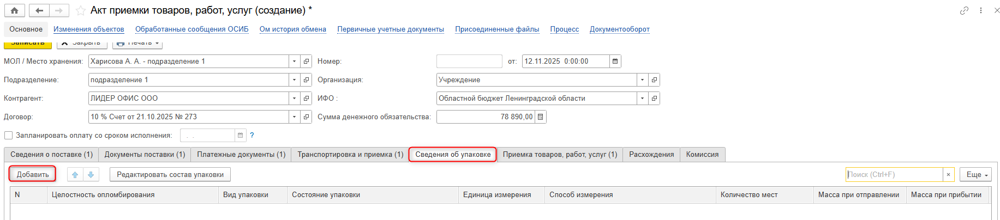 Акт приемки товаров, работ, услуг (создание) *
Основное Изменения объектов Обработанные сообщения ОСИБ Ом история обмена Первичные учетные документы Присоединенные файлы Процесс Документооборот
Записать Закрыть Печать
МОЛ / Место хранения: Харисова А. А. - подразделение 1 Номер: от: 12.11.2025 0:00:00
Подразделение: подразделение 1 Организация: Учреждение
Контрагент: ЛИДЕР ОФИС ООО ИФО : Областной бюджет Ленинградской области
Договор: 10 % Счет от 21.10.2025 № 273 Сумма денежного обязательства: 78 890,00
Запланировать оплату со сроком исполнения: . . ?
Сведения о поставке (1) Документы поставки (1) Платежные документы (1) Транспортировка и приемка (1) Сведения об упаковке Приемка товаров, работ, услуг (1) Расхождения Комиссия
Добавить Редактировать состав упаковки Поиск (Ctrl+F) × Еще
N Целостность опломбирования Вид упаковки Состояние упаковки Единица измерения Способ измерения Количество мест Масса при отправлении Масса при прибытии